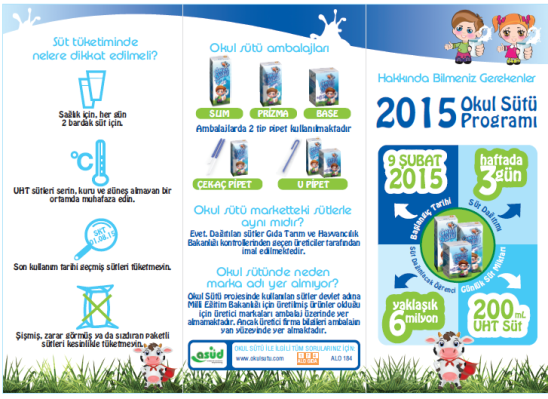 Süt tüketiminde
nelere dikkat edilmeli?
Sağlık için, her gün
2 bardak süt için.
°C
UHT sütleri serin, kuru ve güneş almayan bir
ortamda muhafaza edin.
SKT
01.08.15
Son kullanım tarihi geçmiş sütleri tüketmeyin.
Şişmiş, zarar görmüş ya da sızdıran paketli
sütleri kesinlikle tüketmeyin.
Okul sütü ambalajları
SLIM
PRİZMA
BASE
Ambalajlarda 2 tip pipet kullanılmaktadır
ÇEKAÇ PİPET
U PİPET
Okul sütü marketteki sütlerle
aynı mıdır?
Evet. Dağıtılan sütler Gıda Tarım ve Hayvancılık
Bakanlığı kontrollerinden geçen üreticiler tarafından
imal edilmektedir.
Okul sütünde neden
marka adı yer almıyor?
Okul Sütü projesinde kullanılan sütler devlet adına
Milli Eğitim Bakanlığı için üretilmiş ürünler olduğu
için üretici markaları ambalaj üzerinde yer
almamaktadır. Ancak üretici firma bilgileri ambalajın
yan yüzeyinde yer almaktadır.
asüd
OKUL SÜTÜ İLE İLGİLİ TÜM SORULARINIZ İÇİN:
www.okulsutu.com
ALO 184
Hakkında Bilmeniz Gerekenler
2015 Okul Sütü
Programı
9 ŞUBAT
2015
Başlangıç Tarihi
haftada
3 gün
Süt Dağıtımı
Süt Dağıtılacak Öğrenci
yaklaşık
6 milyon
Günlük Süt Miktarı
200 mL
UHT Süt